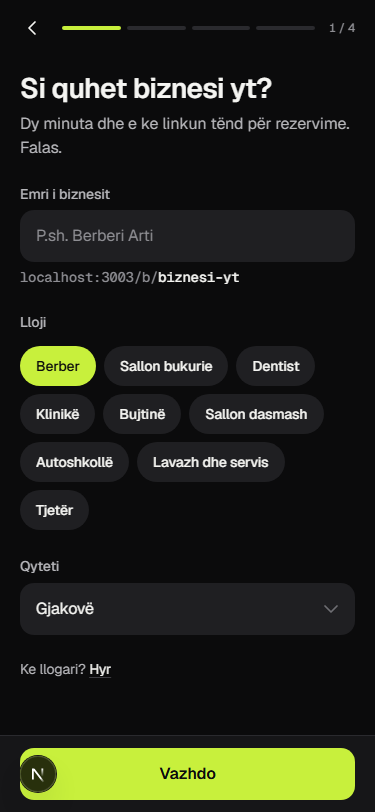 1 / 4
Si quhet biznesi yt?
Dy minuta dhe e ke linkun tënd për rezervime.
Falas.
Emri i biznesit
P.sh. Berberi Arti
localhost:3003/b/biznesi-yt
Lloji
Berber
Sallon bukurie
Dentist
Klinikë
Bujtinë
Sallon dasmash
Autoshkollë
Lavazh dhe servis
Tjetër
Qyteti
Gjakovë
Ke llogari? Hyr
N
Vazhdo